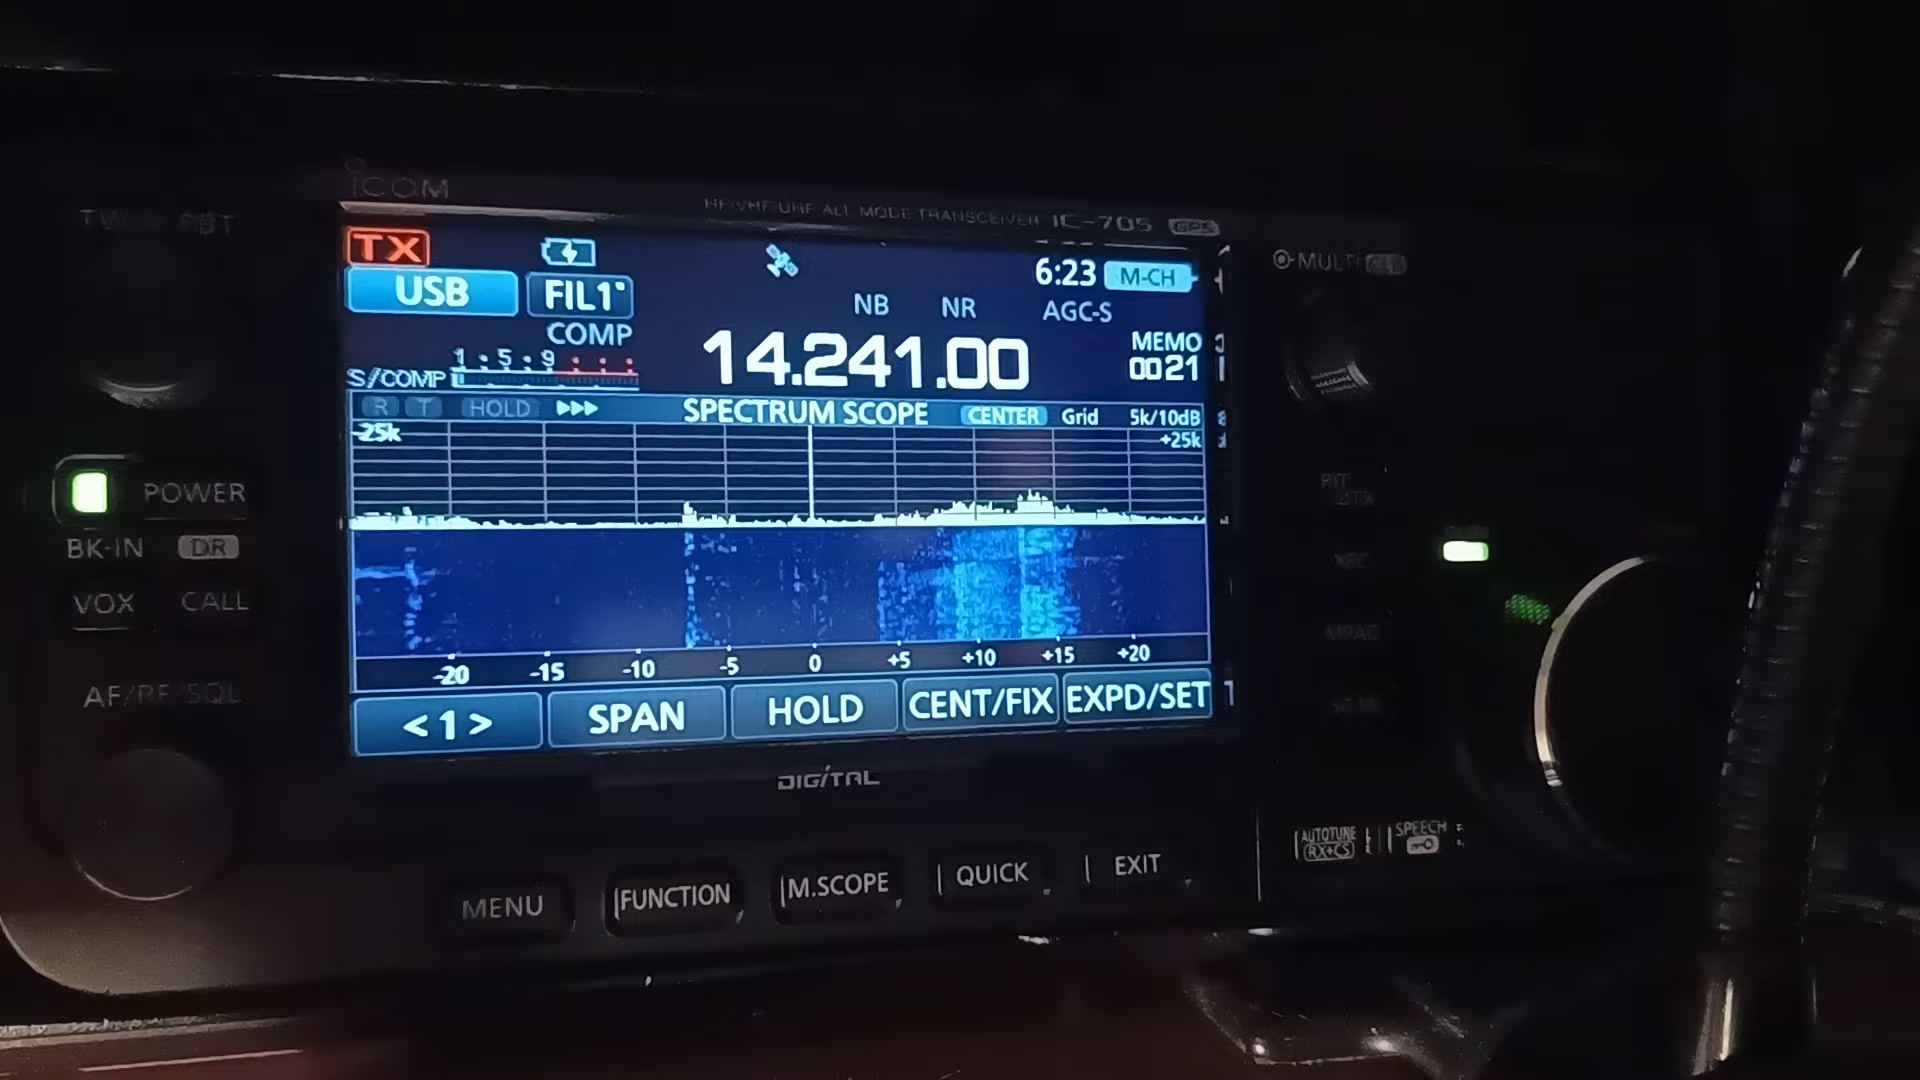 ICOM
HF/VHF/UHF ALL MODE TRANSCEIVER IC-705 GPS
TWIN PBT
MULTI
TX
6:23 M-CH
USB FIL1
NB NR AGC-S
COMP
14.241.00
MEMO
0021
1 5 9
S/COMP
R T HOLD SPECTRUM SCOPE CENTER Grid 5k/10dB
-25k +25k
POWER
BK-IN DR
VOX CALL
AF/RF/SQL
MPAD
-20 -15 -10 -5 0 +5 +10 +15 +20
<1> SPAN HOLD CENT/FIX EXPD/SET
DIGITAL
AUTOTUNE
RX→CS
SPEECH
MENU FUNCTION M.SCOPE QUICK EXIT